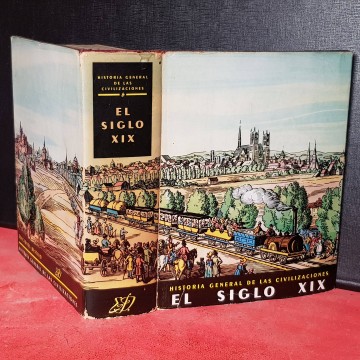 HISTORIA GENERAL
DE LAS
CIVILIZACIONES
EL
SIGLO
XIX
HISTORIA GENERAL DE LAS CIVILIZACIONES
EL SIGLO XIX